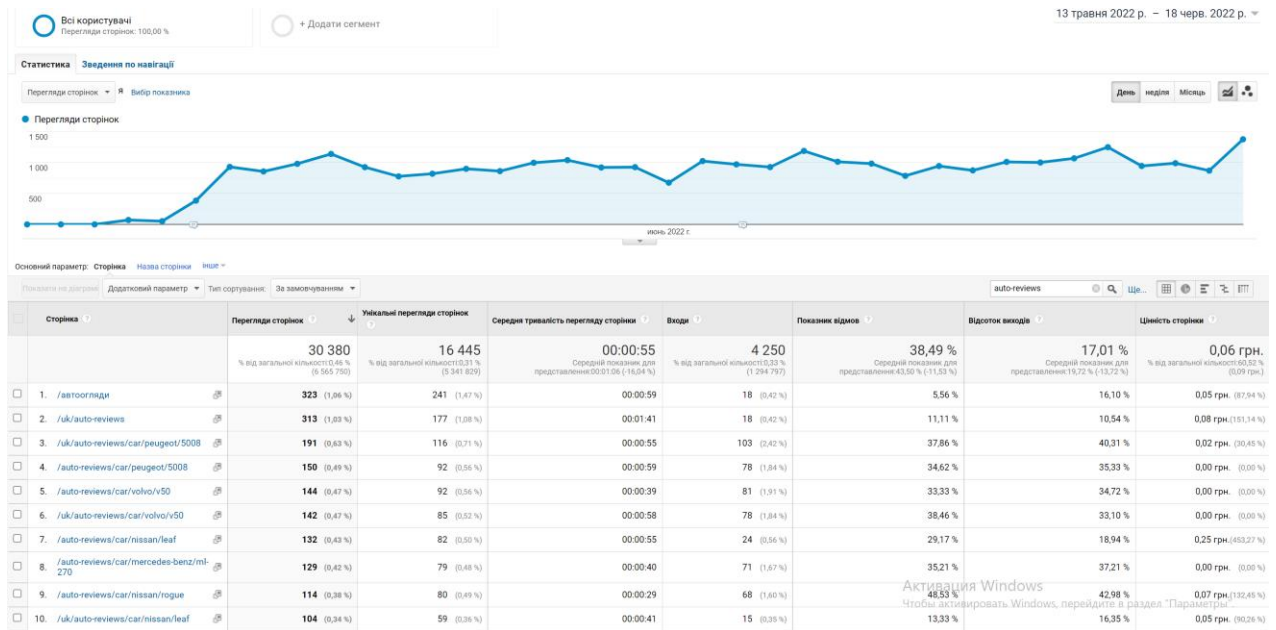 Всі користувачі
Перегляди сторінок: 100,00 %
+ Додати сегмент
13 травня 2022 р. – 18 черв. 2022 р.
Статистика Зведення по навігації
Перегляди сторінок Я Вибір показника
День неділя Місяць
Перегляди сторінок
1 500
1 000
500
июнь 2022 г.
Основний параметр: Сторінка Назва сторінки інше
Показати на діаграмі Додатковий параметр Тип сортування: За замовчуванням auto-reviews Ще...
Сторінка Перегляди сторінок Унікальні перегляди сторінок Середня тривалість перегляду сторінки Входи Показник відмов Відсоток виходів Цінність сторінки
30 380 16 445 00:00:55 4 250 38,49 % 17,01 % 0,06 грн.
% від загальної кількості:0,46 % (6 565 750) % від загальної кількості:0,31 % (5 341 829) Середній показник для представлення:00:01:06 (-16,04 %) % від загальної кількості:0,33 % (1 294 797) Середній показник для представлення:43,50 % (-11,53 %) Середній показник для представлення:19,72 % (-13,72 %) % від загальної кількості:60,52 % (0,09 грн.)
1. /автоогляди 323 (1,06 %) 241 (1,47 %) 00:00:59 18 (0,42 %) 5,56 % 16,10 % 0,05 грн. (87,94 %)
2. /uk/auto-reviews 313 (1,03 %) 177 (1,08 %) 00:01:41 18 (0,42 %) 11,11 % 10,54 % 0,08 грн.(151,14 %)
3. /uk/auto-reviews/car/peugeot/5008 191 (0,63 %) 116 (0,71 %) 00:00:55 103 (2,42 %) 37,86 % 40,31 % 0,02 грн. (30,45 %)
4. /auto-reviews/car/peugeot/5008 150 (0,49 %) 92 (0,56 %) 00:00:59 78 (1,84 %) 34,62 % 35,33 % 0,00 грн. (0,00 %)
5. /auto-reviews/car/volvo/v50 144 (0,47 %) 92 (0,56 %) 00:00:39 81 (1,91 %) 33,33 % 34,72 % 0,00 грн. (0,00 %)
6. /uk/auto-reviews/car/volvo/v50 142 (0,47 %) 85 (0,52 %) 00:00:58 78 (1,84 %) 38,46 % 33,10 % 0,00 грн. (0,00 %)
7. /auto-reviews/car/nissan/leaf 132 (0,43 %) 82 (0,50 %) 00:00:55 24 (0,56 %) 29,17 % 18,94 % 0,25 грн.(453,27 %)
8. /auto-reviews/car/mercedes-benz/ml-270 129 (0,42 %) 79 (0,48 %) 00:00:40 71 (1,67 %) 35,21 % 37,21 % 0,00 грн. (0,00 %)
9. /auto-reviews/car/nissan/rogue 114 (0,38 %) 80 (0,49 %) 00:00:29 68 (1,60 %) 48,53 % 42,98 % 0,07 грн.(132,45 %)
10. /uk/auto-reviews/car/nissan/leaf 104 (0,34 %) 59 (0,36 %) 00:00:41 15 (0,35 %) 13,33 % 16,35 % 0,05 грн. (90,26 %)
Активация Windows
Чтобы активировать Windows, перейдите в раздел "Параметры".